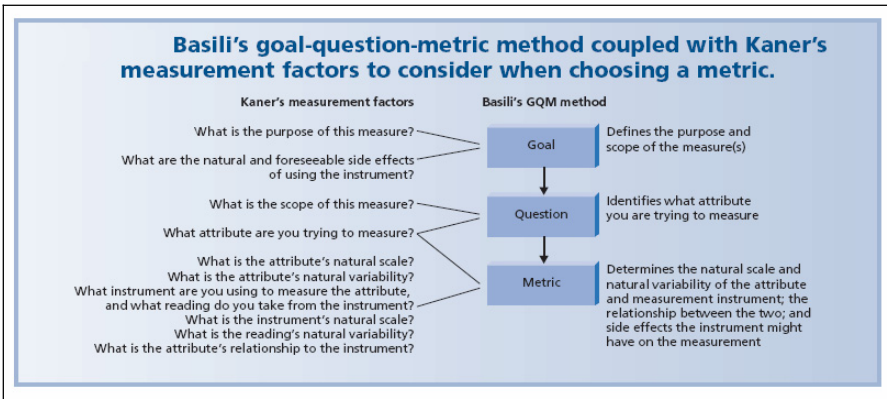 Basili's goal-question-metric method coupled with Kaner's
measurement factors to consider when choosing a metric.
Kaner's measurement factors
What is the purpose of this measure?
What are the natural and foreseeable side effects
of using the instrument?
What is the scope of this measure?
What attribute are you trying to measure?
What is the attribute's natural scale?
What is the attribute's natural variability?
What instrument are you using to measure the attribute,
and what reading do you take from the instrument?
What is the instrument's natural scale?
What is the reading's natural variability?
What is the attribute's relationship to the instrument?
Basili's GQM method
Goal
Defines the purpose and
scope of the measure(s)
Question
Identifies what attribute
you are trying to measure
Metric
Determines the natural scale and
natural variability of the attribute
and measurement instrument; the
relationship between the two; and
side effects the instrument might
have on the measurement